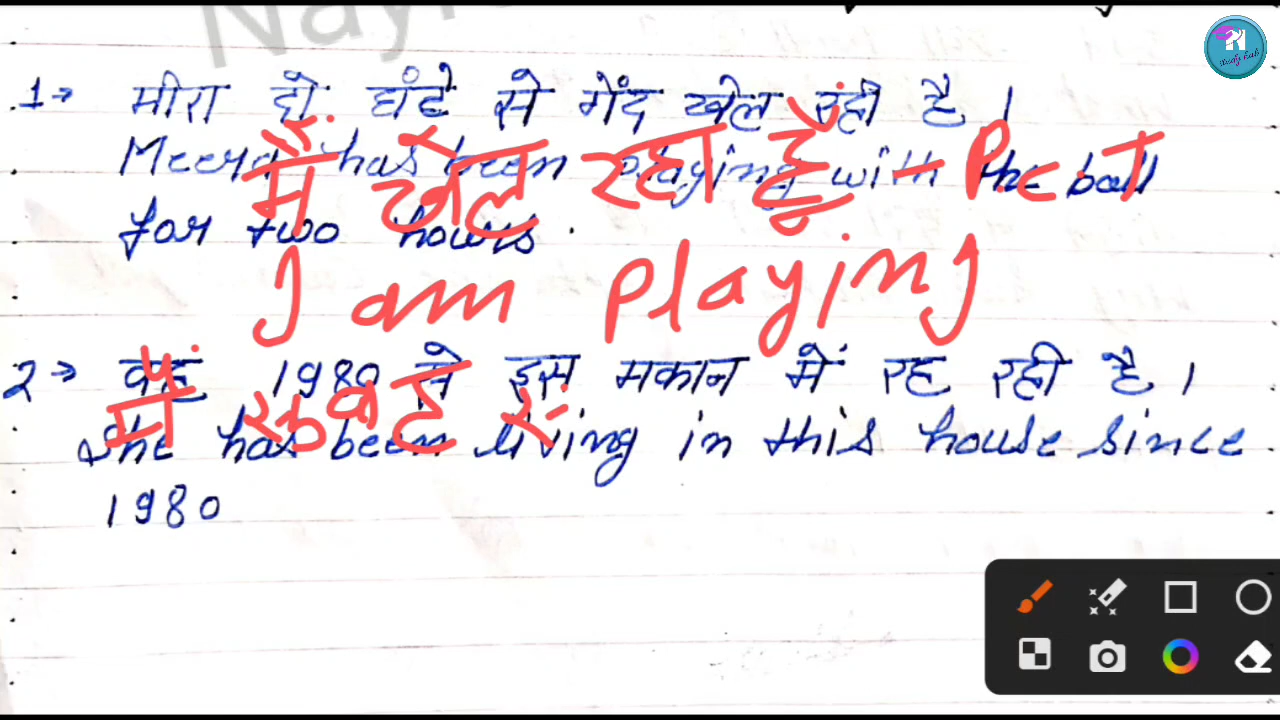 1→ मीरा दो घंटे से गेंद खेल रही है ।
Meera has been playing with the ball
for two hours.
मैं खेल रहा हूँ - P.C.T
I am playing
2→ वह 1980 से इस मकान में रह रही है ।
She has been living in this house since
1980
मैं